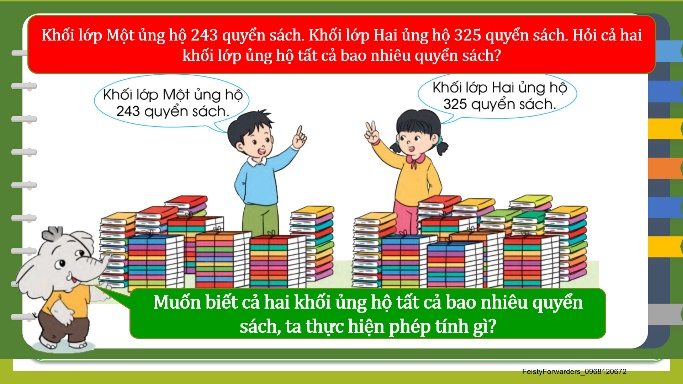 Khối lớp Một ủng hộ 243 quyển sách. Khối lớp Hai ủng hộ 325 quyển sách. Hỏi cả hai
khối lớp ủng hộ tất cả bao nhiêu quyển sách?
Khối lớp Một ủng hộ
243 quyển sách.
Khối lớp Hai ủng hộ
325 quyển sách.
Muốn biết cả hai khối ủng hộ tất cả bao nhiêu quyển
sách, ta thực hiện phép tính gì?
FeistyForwarders_0968120672